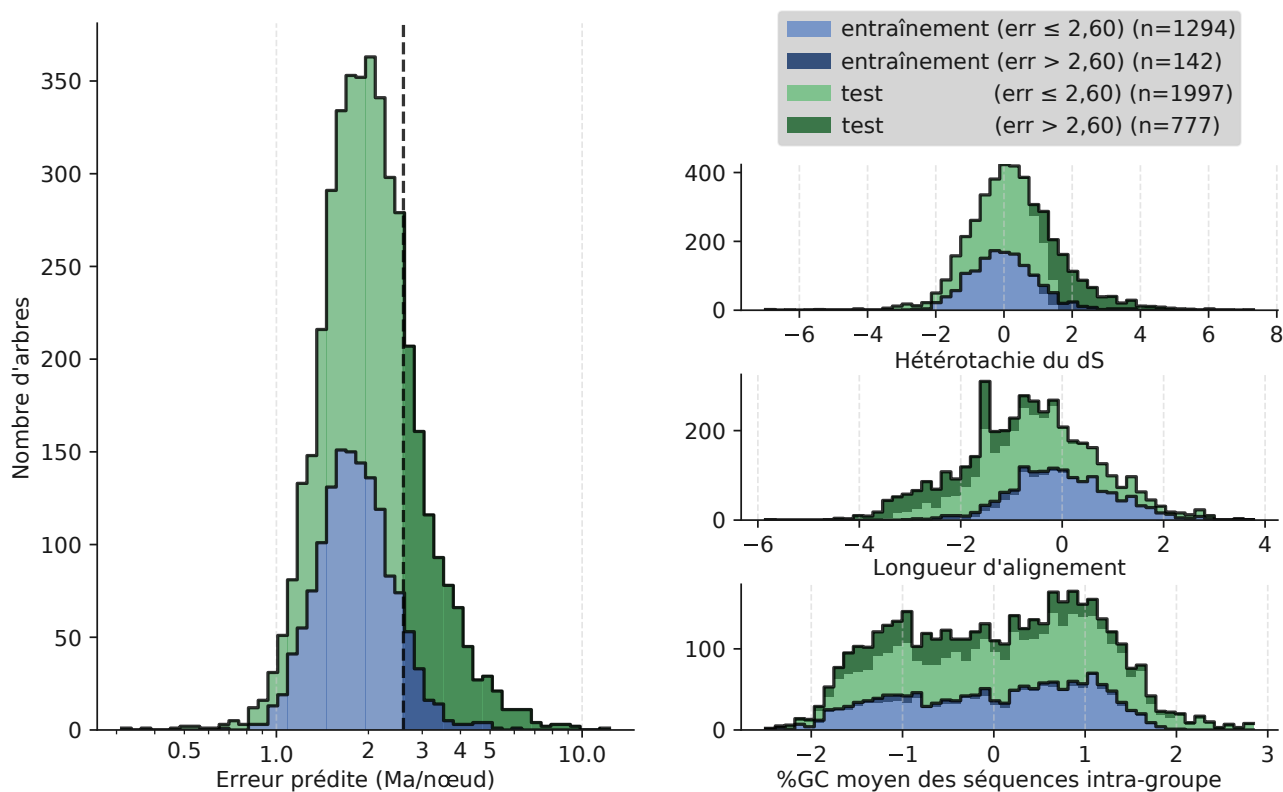 350
300
250
200
150
100
50
0
Nombre d'arbres
0.5
1.0
2
3
4
5
10.0
Erreur prédite (Ma/nœud)
entraînement (err ≤ 2,60) (n=1294)
entraînement (err > 2,60) (n=142)
test (err ≤ 2,60) (n=1997)
test (err > 2,60) (n=777)
400
200
0
−6 −4 −2 0 2 4 6 8
Hétérotachie du dS
200
0
−6 −4 −2 0 2 4
Longueur d'alignement
100
0
−2 −1 0 1 2 3
%GC moyen des séquences intra-groupe